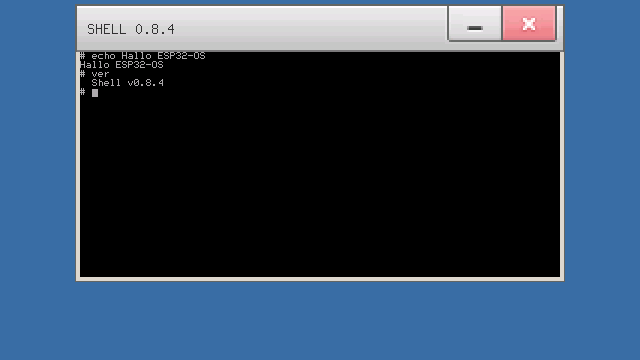 SHELL 0.8.4
# echo Hallo ESP32-OS
Hallo ESP32-OS
# ver
Shell v0.8.4
#